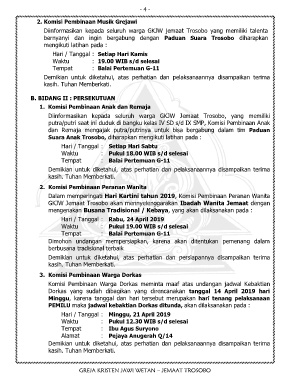 - 4 -
2. Komisi Pembinaan Musik Grejawi
Diinformasikan kepada seluruh warga GKJW Jemaat Trosobo yang memiliki talenta
bernyanyi dan ingin bergabung dengan Paduan Suara Trosobo diharapkan
mengikuti latihan pada :
Hari / Tanggal : Setiap Hari Kamis
Waktu : 19.00 WIB s/d selesai
Tempat : Balai Pertemuan G-11
Demikian untuk diketahui, atas perhatian dan pelaksanaannya disampaikan terima
kasih. Tuhan Memberkati.
B. BIDANG II : PERSEKUTUAN
1. Komisi Pembinaan Anak dan Remaja
Diinformasikan kepada seluruh warga GKJW Jemaat Trosobo, yang memiliki
putra/putri saat ini duduk di bangku kelas IV SD s/d IX SMP, Komisi Pembinaan Anak
dan Remaja mengajak putra/putrinya untuk bisa bergabung dalam tim Paduan
Suara Anak Trosobo, diharapkan mengikuti latihan pada :
Hari / Tanggal : Setiap Hari Sabtu
Waktu : Pukul 18.00 WIB s/d selesai
Tempat : Balai Pertemuan G-11
Demikian untuk diketahui, atas perhatian dan pelaksanaannya disampaikan terima
kasih. Tuhan Memberkati.
2. Komisi Pembinaan Peranan Wanita
Dalam memperingati Hari Kartini tahun 2019, Komisi Pembinaan Peranan Wanita
GKJW Jemaat Trosobo akan menyelenggarakan Ibadah Wanita Jemaat dengan
mengenakan Busana Tradisional / Kebaya, yang akan dilaksanakan pada :
Hari / Tanggal : Rabu, 24 April 2019
Waktu : Pukul 19.00 WIB s/d selesai
Tempat : Balai Pertemuan G-11
Dimohon undangan mempersiapkan, karena akan ditentukan pemenang dalam
berbusana tradisional terbaik
Demikian untuk diketahui, atas perhatian dan persiapannya disampaikan terima
kasih. Tuhan Memberkati.
3. Komisi Pembinaan Warga Dorkas
Komisi Pembinaan Warga Dorkas meminta maaf atas undangan jadwal Kebaktian
Dorkas yang sudah dibagikan yang direncanakan tanggal 14 April 2019 hari
Minggu, karena tanggal dan hari tersebut merupakan hari tenang pelaksanaan
PEMILU maka jadwal kebaktian Dorkas ditunda, akan dilaksanakan pada :
Hari / Tanggal : Minggu, 21 April 2019
Waktu : Pukul 12.30 WIB s/d selesai
Tempat : Ibu Agus Suryono
Alamat : Pejaya Anugerah Q/14
Demikian untuk diketahui, atas perhatian dan pelaksanaannya disampaikan terima
kasih. Tuhan Memberkati.
GREJA KRISTEN JAWI WETAN – JEMAAT TROSOBO